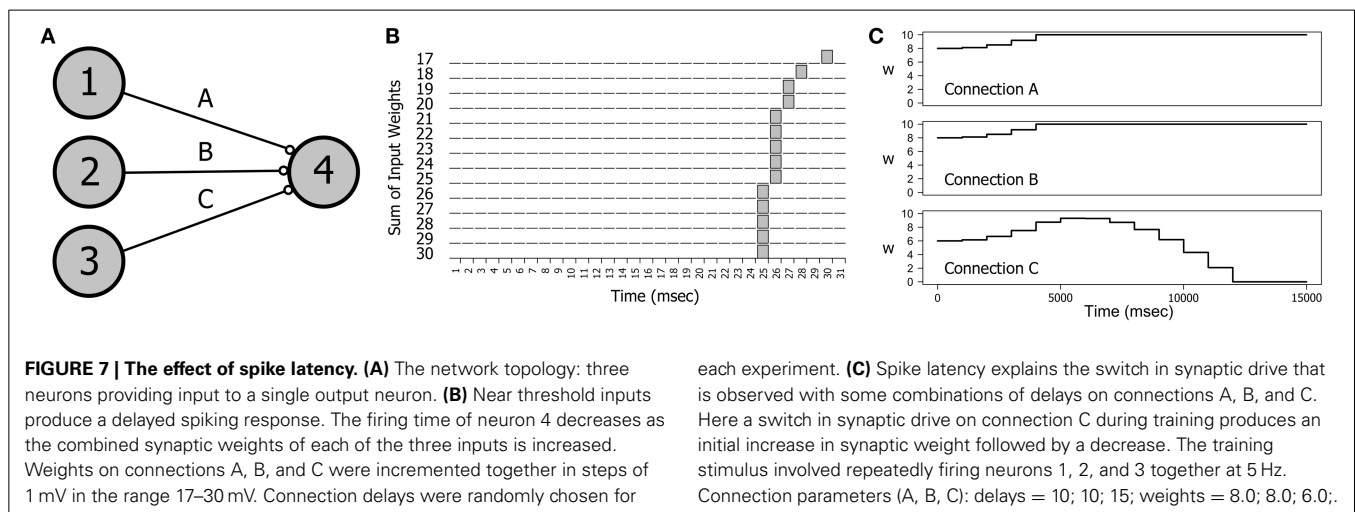 A
1
2
3
4
A
B
C
B
Sum of Input Weights
17
18
19
20
21
22
23
24
25
26
27
28
29
30
1 2 3 4 5 6 7 8 9 10 11 12 13 14 15 16 17 18 19 20 21 22 23 24 25 26 27 28 29 30 31
Time (msec)
C
10
8
W
6
4
2
0
Connection A
10
8
W
6
4
2
0
Connection B
10
8
W
6
4
2
0
Connection C
0 5000 10000 15000
Time (msec)
FIGURE 7 | The effect of spike latency. (A) The network topology: three
neurons providing input to a single output neuron. (B) Near threshold inputs
produce a delayed spiking response. The firing time of neuron 4 decreases as
the combined synaptic weights of each of the three inputs is increased.
Weights on connections A, B, and C were incremented together in steps of
1 mV in the range 17–30 mV. Connection delays were randomly chosen for
each experiment. (C) Spike latency explains the switch in synaptic drive that
is observed with some combinations of delays on connections A, B, and C.
Here a switch in synaptic drive on connection C during training produces an
initial increase in synaptic weight followed by a decrease. The training
stimulus involved repeatedly firing neurons 1, 2, and 3 together at 5 Hz.
Connection parameters (A, B, C): delays = 10; 10; 15; weights = 8.0; 8.0; 6.0;.